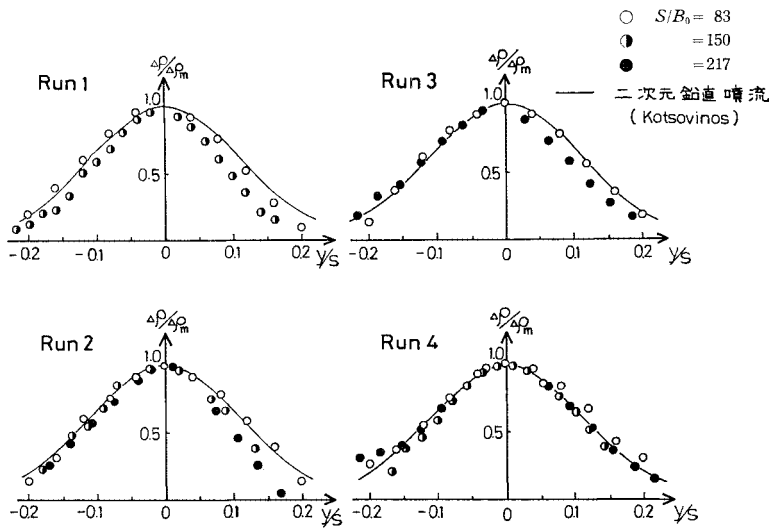 ○ S/B₀ = 83
◑ =150
● =217
— 二次元鉛直噴流
(Kotsovinos)
Run 1
Δρ/Δρm
1.0
0.5
-0.2 -0.1 0 0.1 0.2 y/s
Run 3
Δρ/Δρm
1.0
0.5
-0.2 -0.1 0 0.1 0.2 y/s
Run 2
Δρ/Δρm
1.0
0.5
-0.2 -0.1 0 0.1 0.2 y/s
Run 4
Δρ/Δρm
1.0
0.5
-0.2 -0.1 0 0.1 0.2 y/s